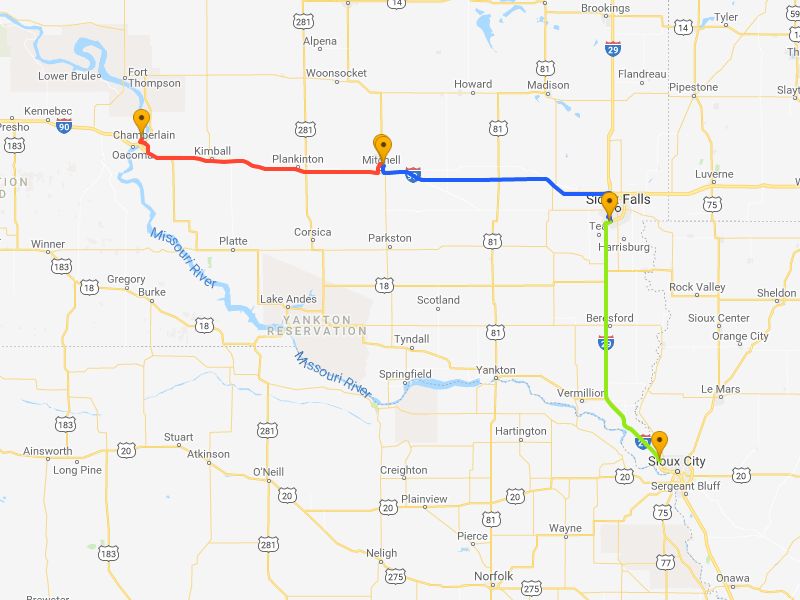 14
Brookings
59
Alpena
281
14
Tyler
29
Lower Brule
Fort
Thompson
Woonsocket
81
Howard
Madison
Flandreau
Pipestone
Slayt
Kennebec
Presho
90
183
Chamberlain
Oacoma
Kimball
281
Plankinton
Mitchell
81
Luverne
75
Sioux Falls
Harrisburg
Missouri River
Winner
183
Platte
Corsica
Parkston
81
Gregory
18
Burke
18
Lake Andes
18
Scotland
Rock Valley
Sheldon
YANKTON
RESERVATION
81
Beresford
Sioux Center
Orange City
Tyndall
29
Missouri River
Springfield
Yankton
Vermillion
Le Mars
183
281
Hartington
Sioux City
Ainsworth
20
Stuart
Atkinson
Long Pine
O'Neill
20
Creighton
20
Sergeant Bluff
20
20
Plainview
20
81
75
Wayne
Pierce
183
281
Neligh
275
Norfolk
275
77
Onawa
Brewster